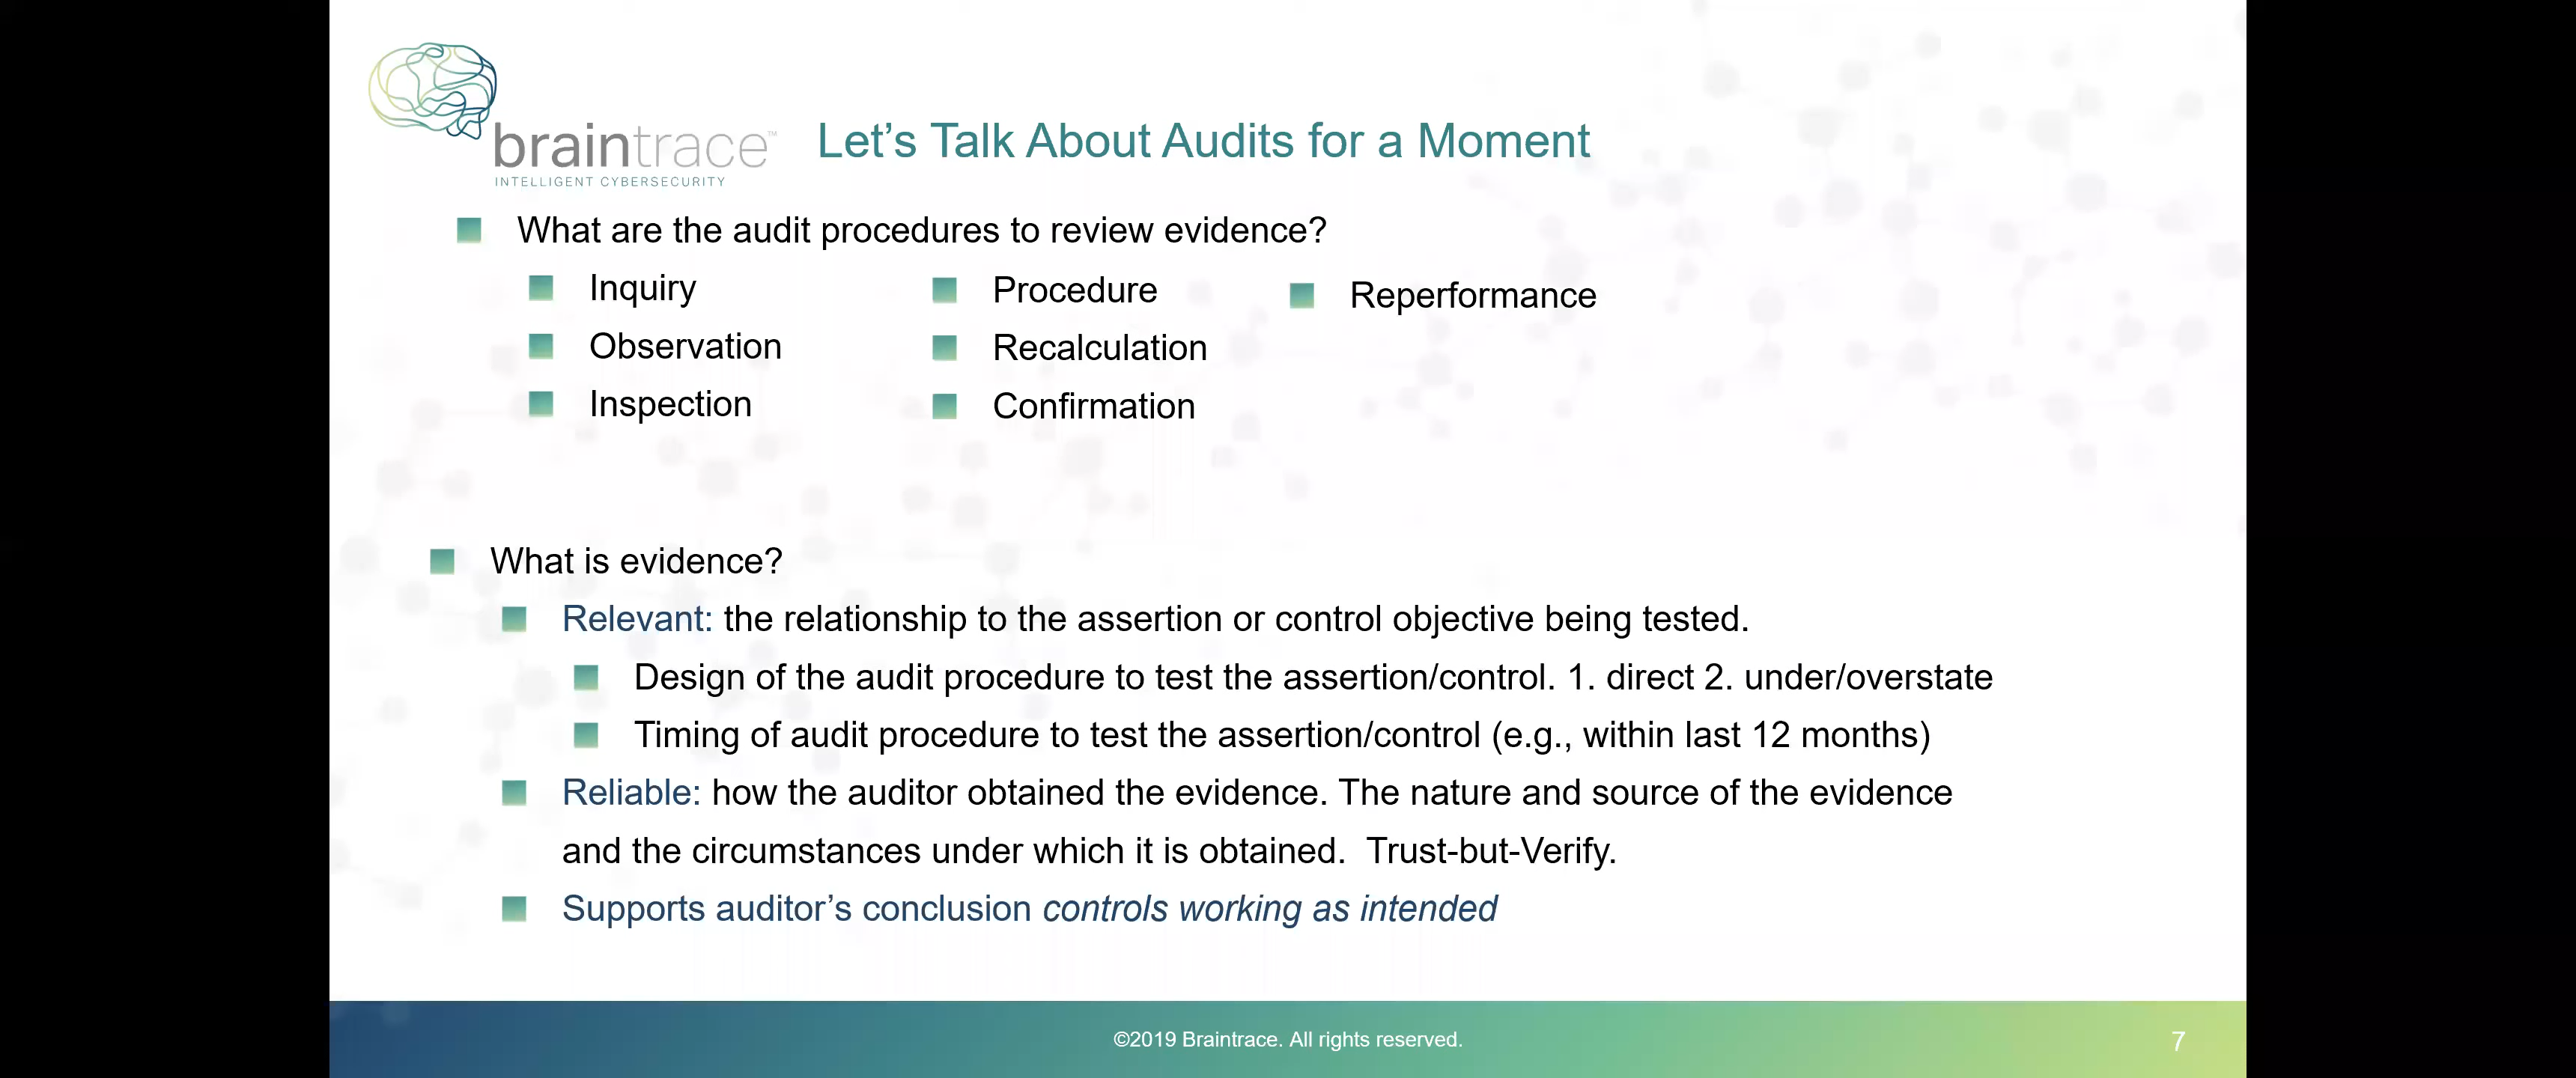 braintrace™
INTELLIGENT CYBERSECURITY
Let’s Talk About Audits for a Moment
What are the audit procedures to review evidence?
Inquiry
Observation
Inspection
Procedure
Recalculation
Confirmation
Reperformance
What is evidence?
Relevant: the relationship to the assertion or control objective being tested.
Design of the audit procedure to test the assertion/control. 1. direct 2. under/overstate
Timing of audit procedure to test the assertion/control (e.g., within last 12 months)
Reliable: how the auditor obtained the evidence. The nature and source of the evidence
and the circumstances under which it is obtained.  Trust-but-Verify.
Supports auditor’s conclusion controls working as intended
©2019 Braintrace. All rights reserved.
7